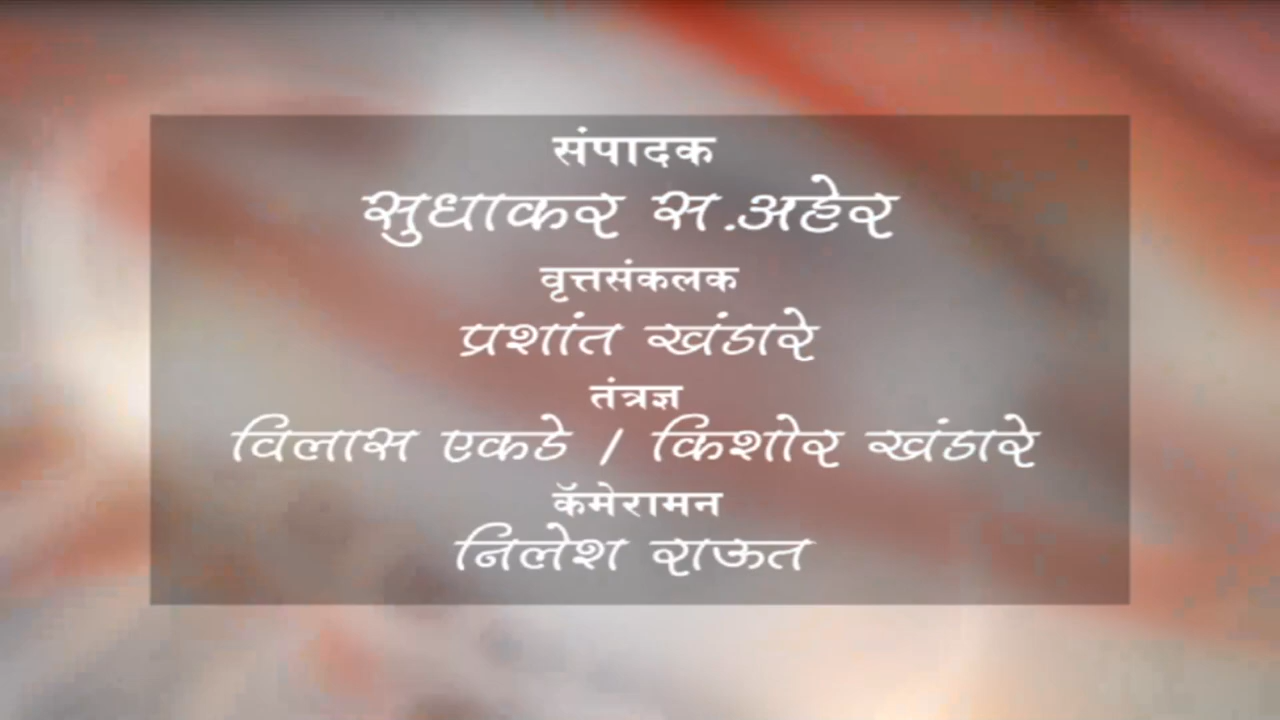 संपादक
सुधाकर स.अहेर
वृत्तसंकलक
प्रशांत खंडारे
तंत्रज्ञ
विलास एकडे / किशोर खंडारे
कॅमेरामन
निलेश राऊत